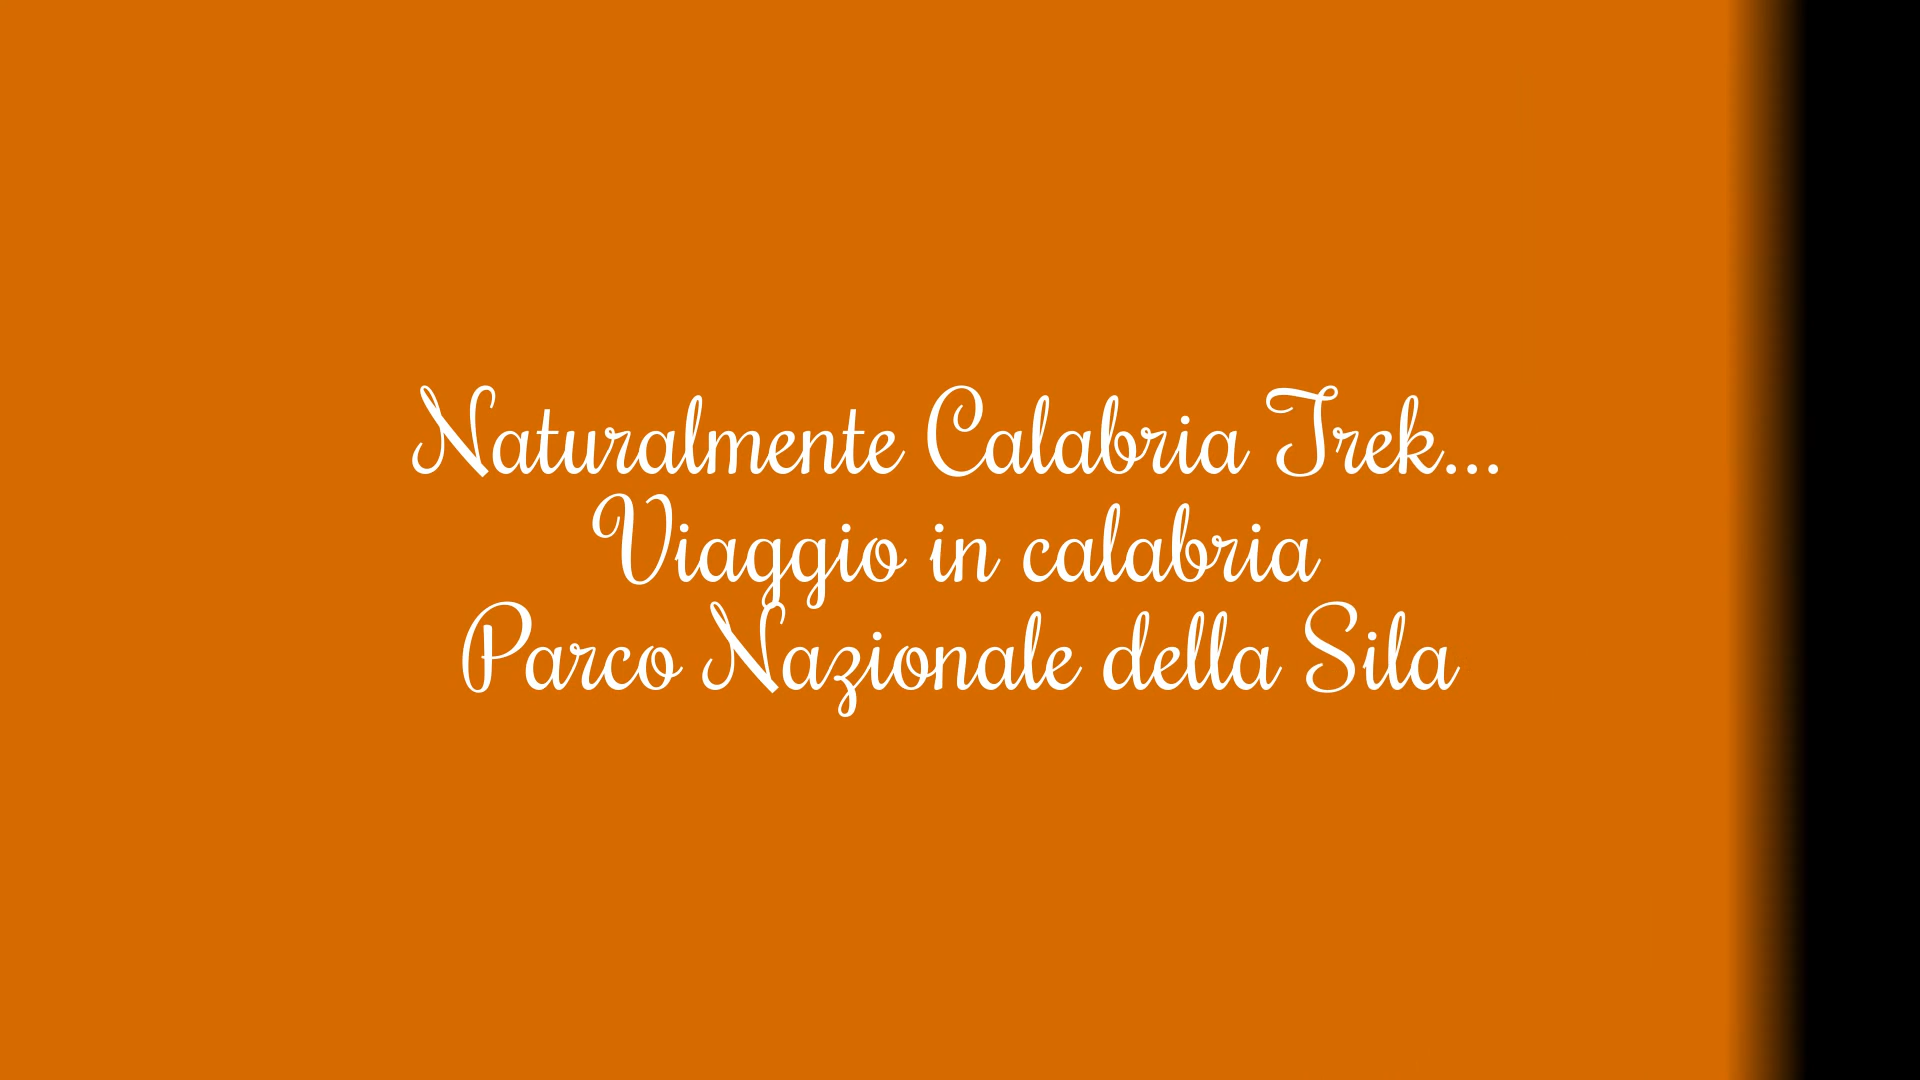 Naturalmente Calabria Trek...
Viaggio in calabria
Parco Nazionale della Sila